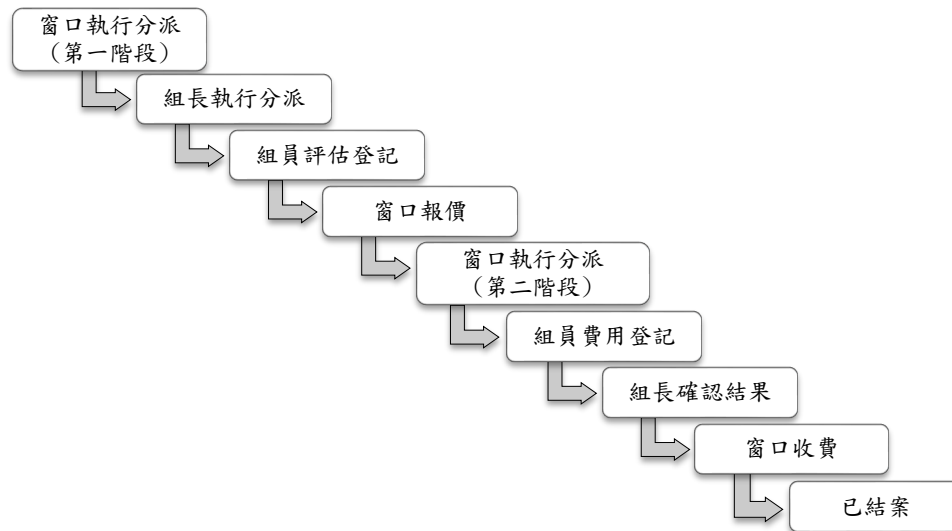 窗口執行分派
（第一階段）
組長執行分派
組員評估登記
窗口報價
窗口執行分派
（第二階段）
組員費用登記
組長確認結果
窗口收費
已結案